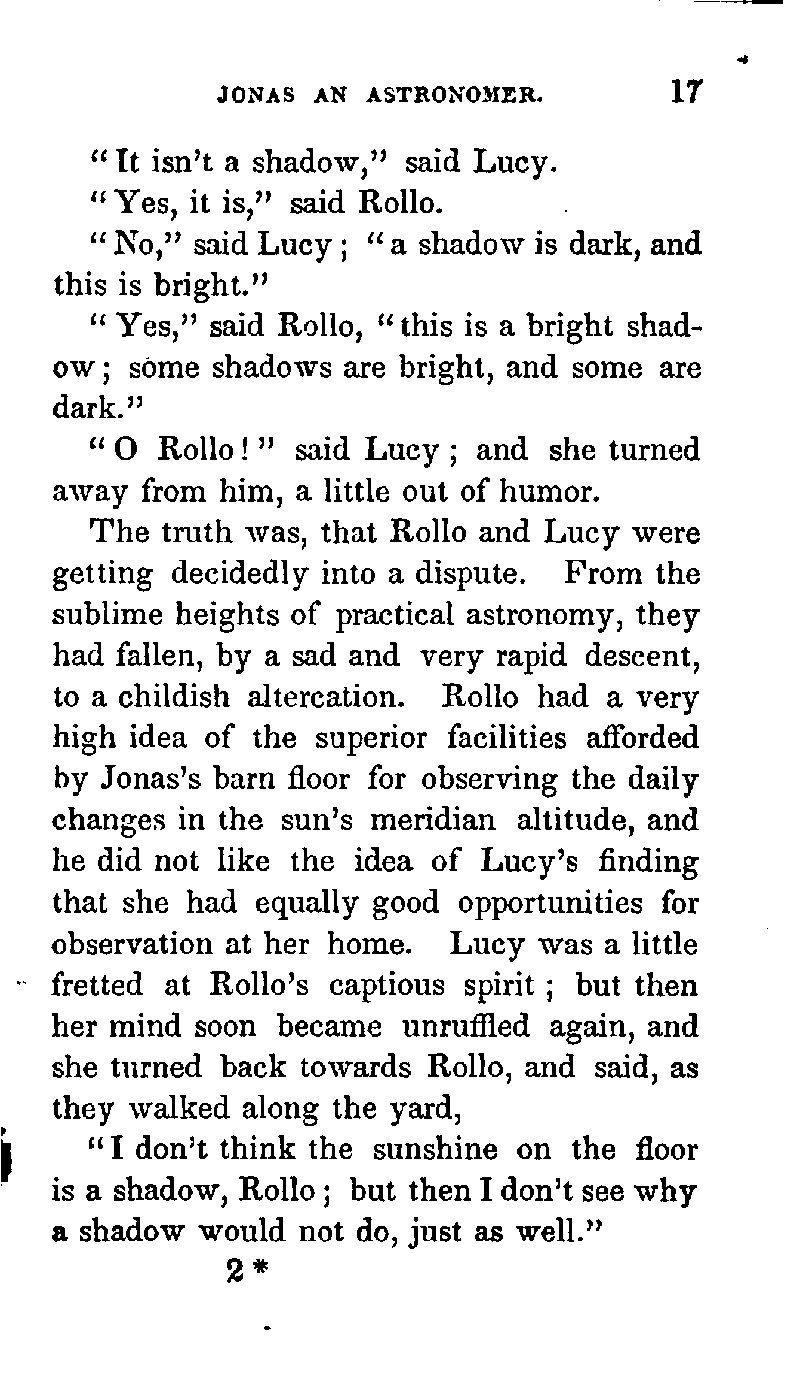 JONAS AN ASTRONOMER. 17
“It isn’t a shadow,” said Lucy.
“Yes, it is,” said Rollo.
“No,” said Lucy; “a shadow is dark, and
this is bright.”
“Yes,” said Rollo, “this is a bright shad-
ow; some shadows are bright, and some are
dark.”
“O Rollo!” said Lucy; and she turned
away from him, a little out of humor.
The truth was, that Rollo and Lucy were
getting decidedly into a dispute. From the
sublime heights of practical astronomy, they
had fallen, by a sad and very rapid descent,
to a childish altercation. Rollo had a very
high idea of the superior facilities afforded
by Jonas’s barn floor for observing the daily
changes in the sun’s meridian altitude, and
he did not like the idea of Lucy’s finding
that she had equally good opportunities for
observation at her home. Lucy was a little
fretted at Rollo’s captious spirit; but then
her mind soon became unruffled again, and
she turned back towards Rollo, and said, as
they walked along the yard,
“I don’t think the sunshine on the floor
is a shadow, Rollo; but then I don’t see why
a shadow would not do, just as well.”
2*